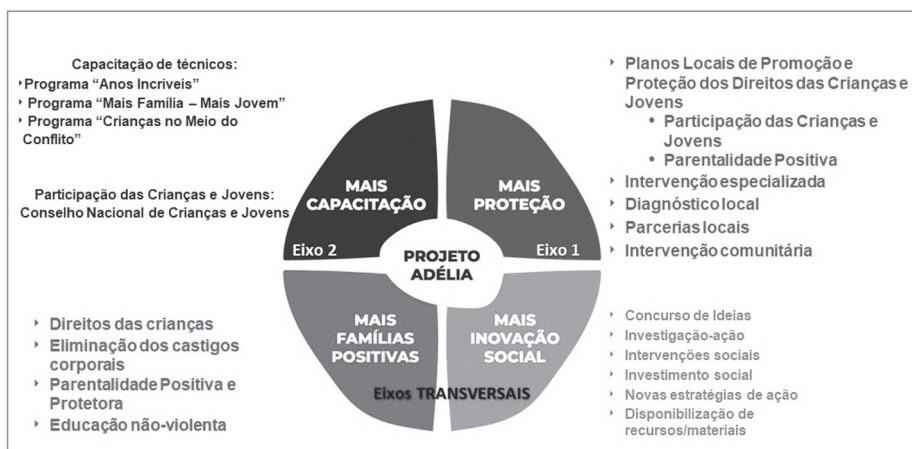 Capacitação de técnicos:
Programa “Anos Incríveis”
Programa “Mais Família – Mais Jovem”
Programa “Crianças no Meio do
Conflito”
Participação das Crianças e Jovens:
Conselho Nacional de Crianças e Jovens
Planos Locais de Promoção e
Proteção dos Direitos das Crianças e
Jovens
• Participação das Crianças e
Jovens
• Parentalidade Positiva
Intervenção especializada
Diagnóstico local
Parcerias locais
Intervenção comunitária
MAIS
CAPACITAÇÃO
Eixo 2
MAIS
PROTEÇÃO
Eixo 1
PROJETO
ADÉLIA
MAIS
FAMÍLIAS
POSITIVAS
MAIS
INOVAÇÃO
SOCIAL
Eixos TRANSVERSAIS
Direitos das crianças
Eliminação dos castigos
corporais
Parentalidade Positiva e
Protetora
Educação não-violenta
Concurso de Ideias
Investigação-ação
Intervenções sociais
Investimento social
Novas estratégias de ação
Disponibilização de
recursos/materiais